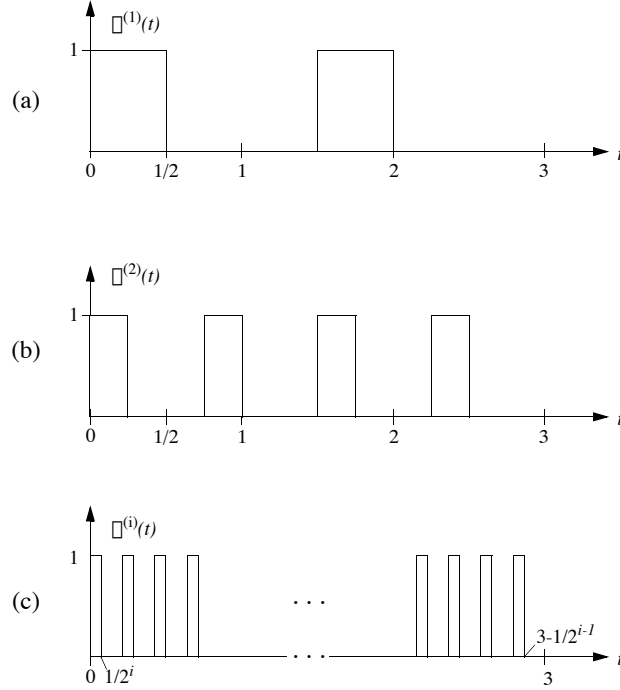 (1)(t)
1
(a)
0 1/2 1 2 3 t
(2)(t)
1
(b)
0 1/2 1 2 3 t
(i)(t)
1
(c)
. . .
. . .
3-1/2^{i-1}
0 1/2^i 3 t